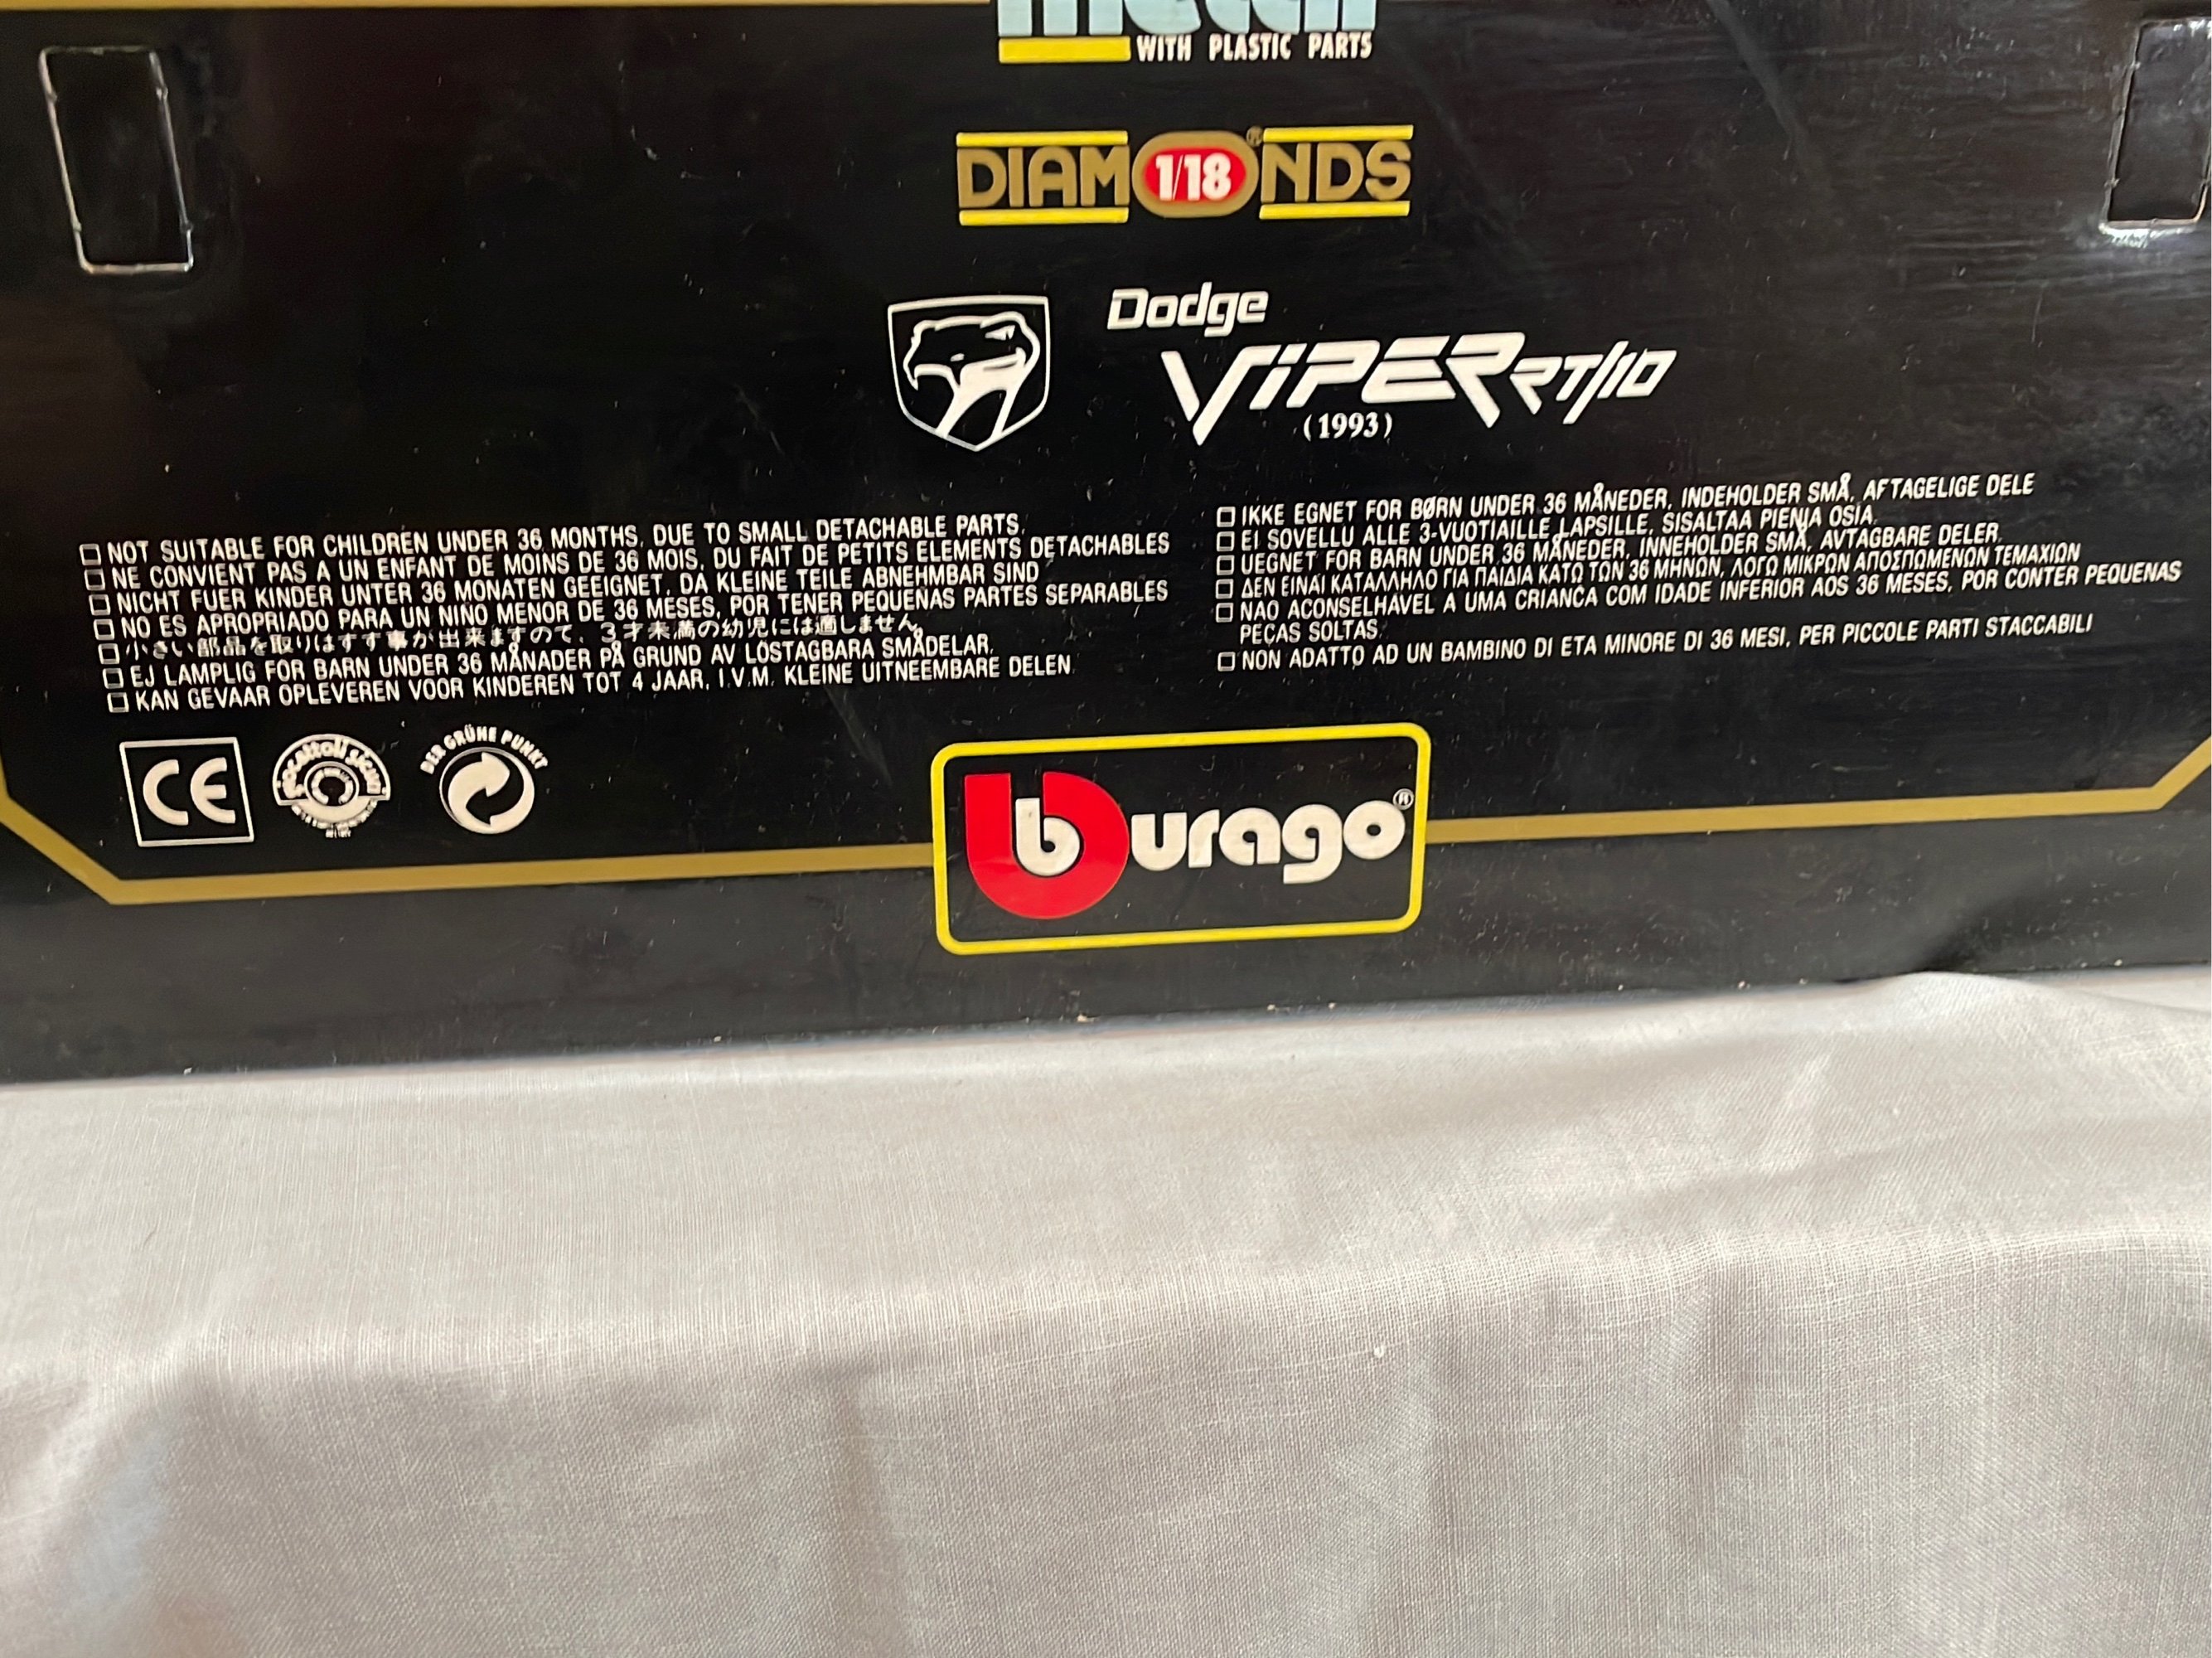 metal
WITH PLASTIC PARTS
DIAMONDS®
1/18
Dodge
VIPER RT/10
(1993)
NOT SUITABLE FOR CHILDREN UNDER 36 MONTHS, DUE TO SMALL DETACHABLE PARTS.
NE CONVIENT PAS A UN ENFANT DE MOINS DE 36 MOIS, DU FAIT DE PETITS ELEMENTS DETACHABLES
NICHT FUER KINDER UNTER 36 MONATEN GEEIGNET, DA KLEINE TEILE ABNEHMBAR SIND
NO ES APROPRIADO PARA UN NINO MENOR DE 36 MESES, POR TENER PEQUEÑAS PARTES SEPARABLES
小さい部品を取りはすす事が出来ますので、3才未満の幼児には適しません。
EJ LAMPLIG FOR BARN UNDER 36 MÅNADER PÅ GRUND AV LOSTAGBARA SMÅDELAR.
KAN GEVAAR OPLEVEREN VOOR KINDEREN TOT 4 JAAR, I.V.M. KLEINE UITNEEMBARE DELEN
IKKE EGNET FOR BØRN UNDER 36 MÅNEDER, INDEHOLDER SMÅ, AFTAGELIGE DELE
EI SOVELLU ALLE 3-VUOTIAILLE LAPSILLE, SISALTAA PIENIA OSIA.
UEGNET FOR BARN UNDER 36 MÅNEDER, INNEHOLDER SMÅ, AVTAGBARE DELER.
ΔΕΝ ΕΙΝΑΙ ΚΑΤΑΛΛΗΛΟ ΓΙΑ ΠΑΙΔΙΑ ΚΑΤΩ ΤΩΝ 36 ΜΗΝΩΝ, ΛΟΓΩ ΜΙΚΡΩΝ ΑΠΟΣΠΩΜΕΝΩΝ ΤΕΜΑΧΙΩΝ
NAO ACONSELHAVEL A UMA CRIANCA COM IDADE INFERIOR AOS 36 MESES, POR CONTER PEQUENAS
PECAS SOLTAS.
NON ADATTO AD UN BAMBINO DI ETA MINORE DI 36 MESI, PER PICCOLE PARTI STACCABILI
CE
giocattoli sicuri
DER GRÜNE PUNKT
burago®